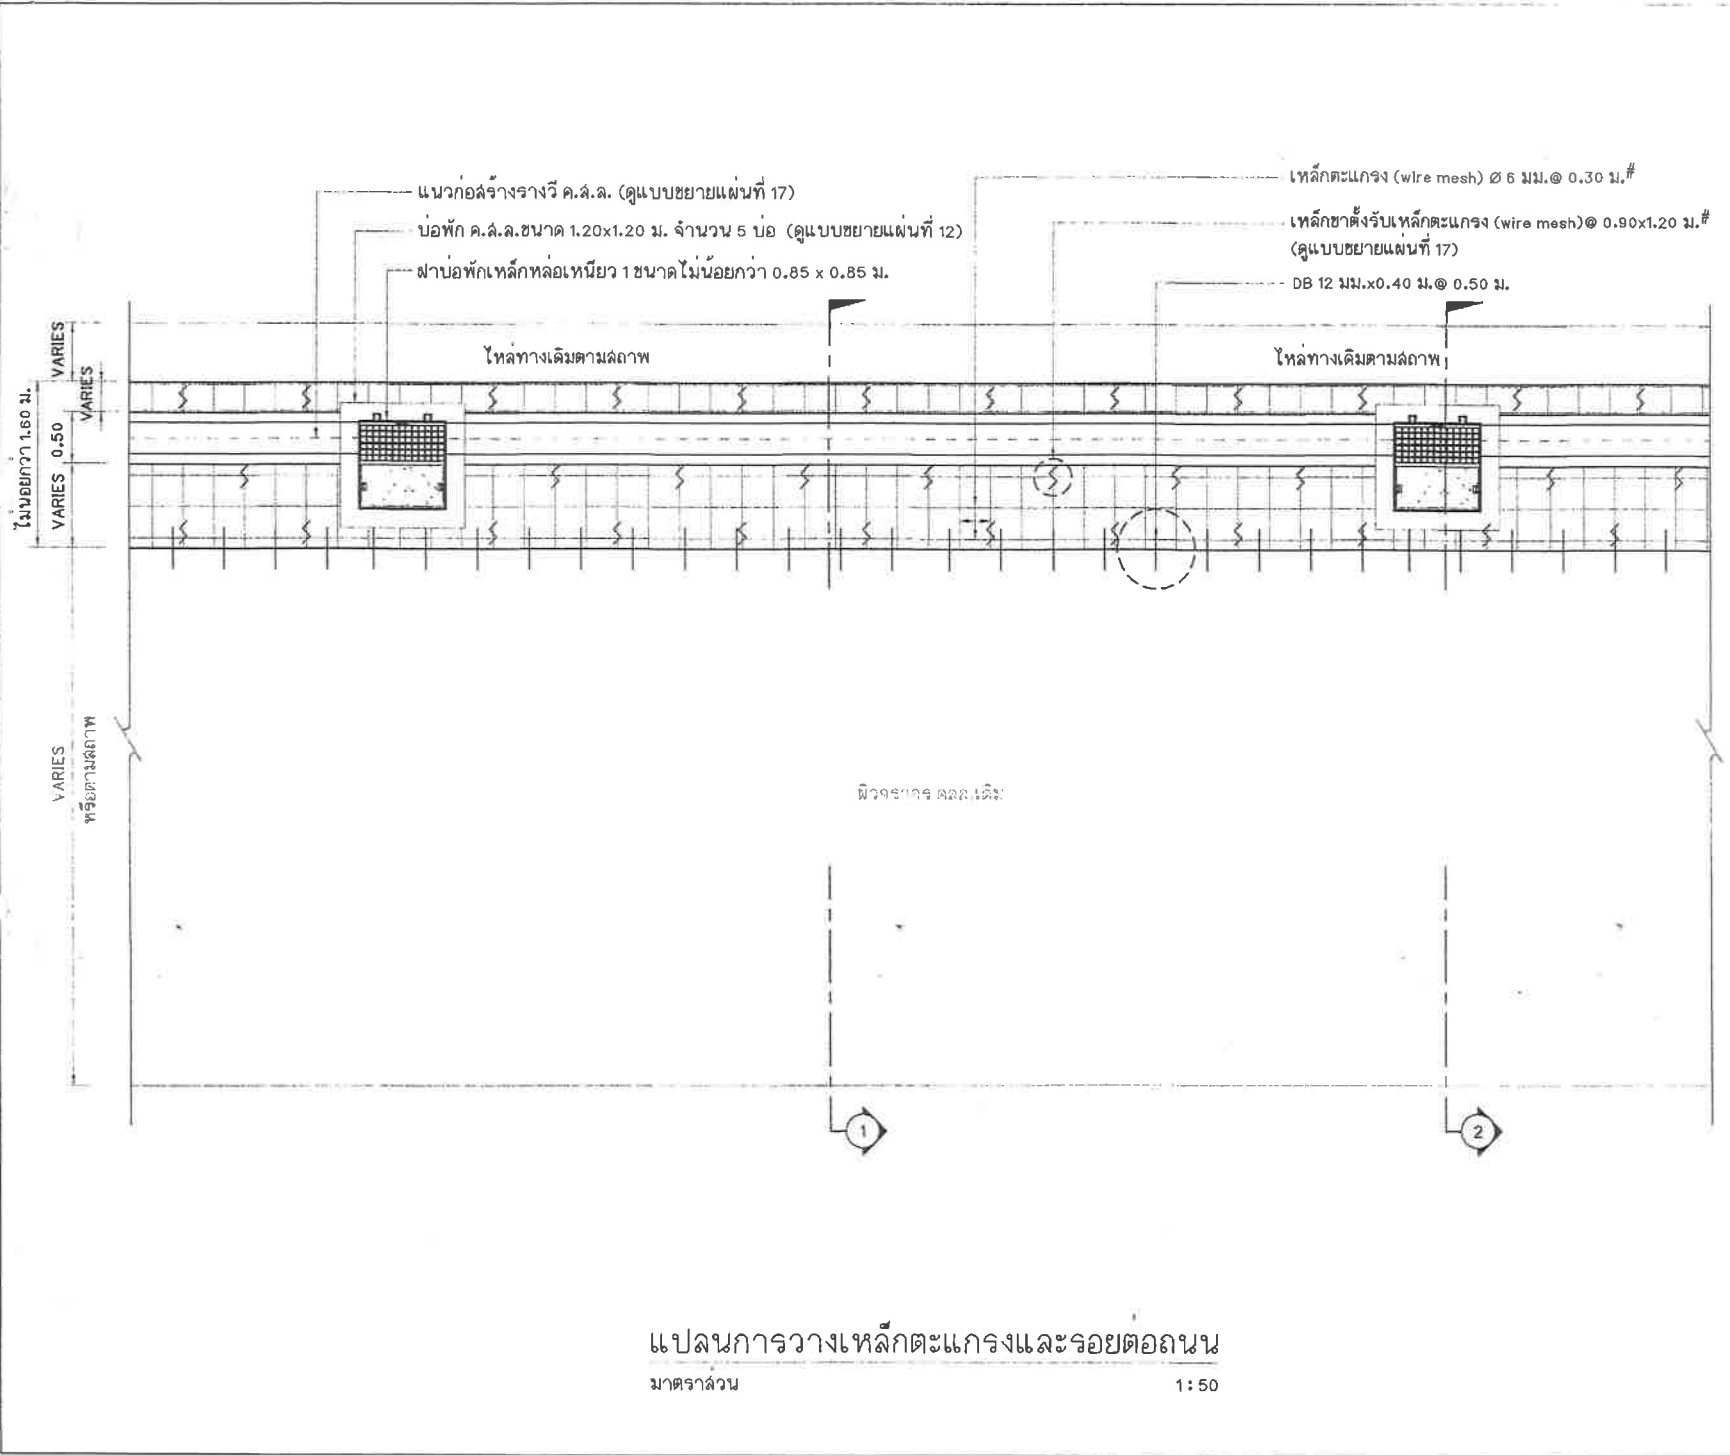 แนวก่อสร้างรางวี ค.ส.ล. (ดูแบบขยายแผ่นที่ 17)
บ่อพัก ค.ส.ล.ขนาด 1.20x1.20 ม. จำนวน 5 บ่อ (ดูแบบขยายแผ่นที่ 12)
ฝาบ่อพักเหล็กหล่อเหนียว 1 ขนาดไม่น้อยกว่า 0.85 x 0.85 ม.
เหล็กตะแกรง (wire mesh) Ø 6 มม.@ 0.30 ม.#
เหล็กขาตั้งรับเหล็กตะแกรง (wire mesh)@ 0.90x1.20 ม.#
(ดูแบบขยายแผ่นที่ 17)
DB 12 มม.x0.40 ม.@ 0.50 ม.
ไหล่ทางเดิมตามสภาพ
ไหล่ทางเดิมตามสภาพ
VARIES
VARIES
ไม่น้อยกว่า 1.60 ม.
0.50
VARIES
VARIES
หรือตามสภาพ
ผิวจราจร คสล.เดิม
1
2
แปลนการวางเหล็กตะแกรงและรอยต่อถนน
มาตราส่วน 1:50